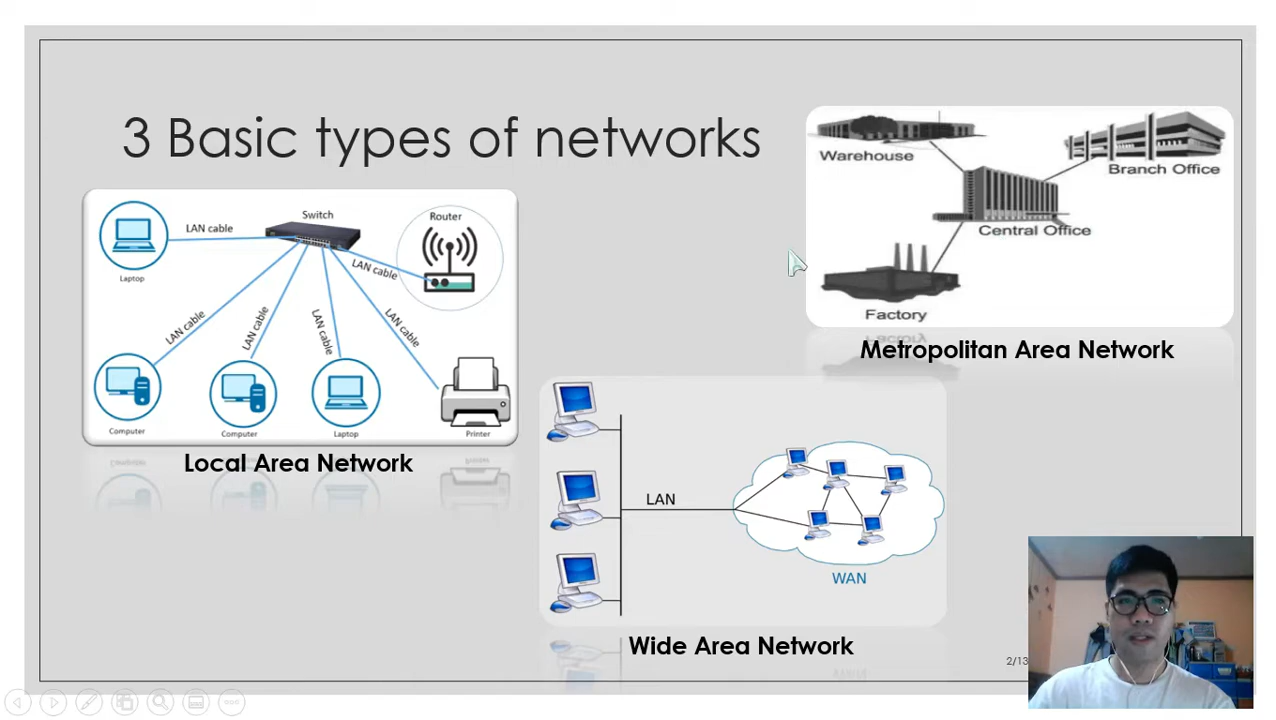 3 Basic types of networks
Switch
Router
LAN cable
LAN cable
Laptop
LAN cable
LAN cable
LAN cable
LAN cable
Computer
Computer
Laptop
Printer
Local Area Network
Warehouse
Branch Office
Central Office
Factory
Metropolitan Area Network
LAN
WAN
Wide Area Network
2/13